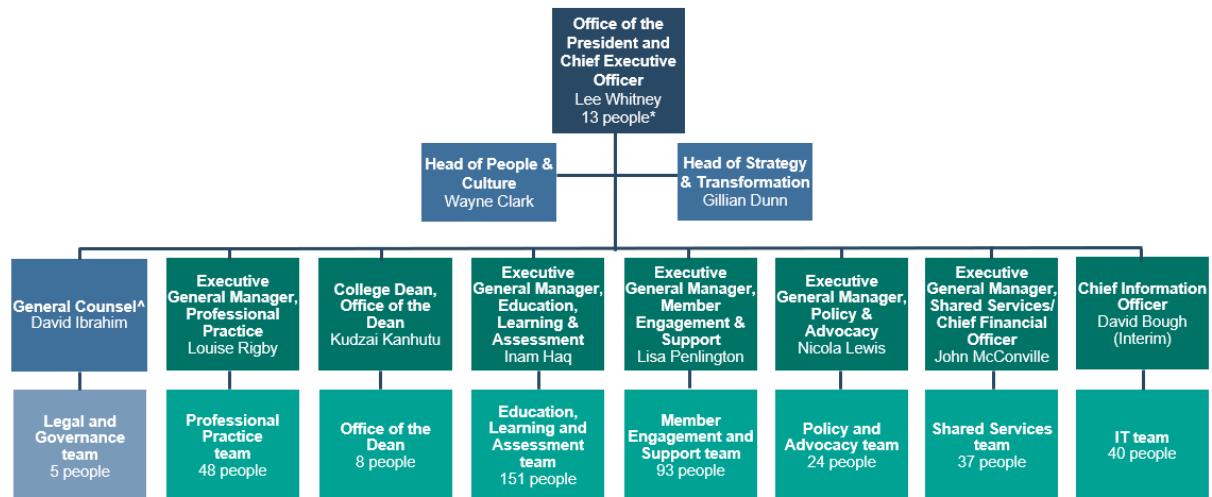 Office of the
President and
Chief Executive
Officer
Lee Whitney
13 people*
Head of People &
Culture
Wayne Clark
Head of Strategy
& Transformation
Gillian Dunn
General Counsel^
David Ibrahim
Executive
General Manager,
Professional
Practice
Louise Rigby
College Dean,
Office of the
Dean
Kudzai Kanhutu
Executive
General Manager,
Education,
Learning &
Assessment
Inam Haq
Executive
General Manager,
Member
Engagement &
Support
Lisa Penlington
Executive
General Manager,
Policy &
Advocacy
Nicola Lewis
Executive
General Manager,
Shared Services/
Chief Financial
Officer
John McConville
Chief Information
Officer
David Bough
(Interim)
Legal and
Governance
team
5 people
Professional
Practice
team
48 people
Office of the
Dean
8 people
Education,
Learning and
Assessment
team
151 people
Member
Engagement and
Support team
93 people
Policy and
Advocacy team
24 people
Shared Services
team
37 people
IT team
40 people